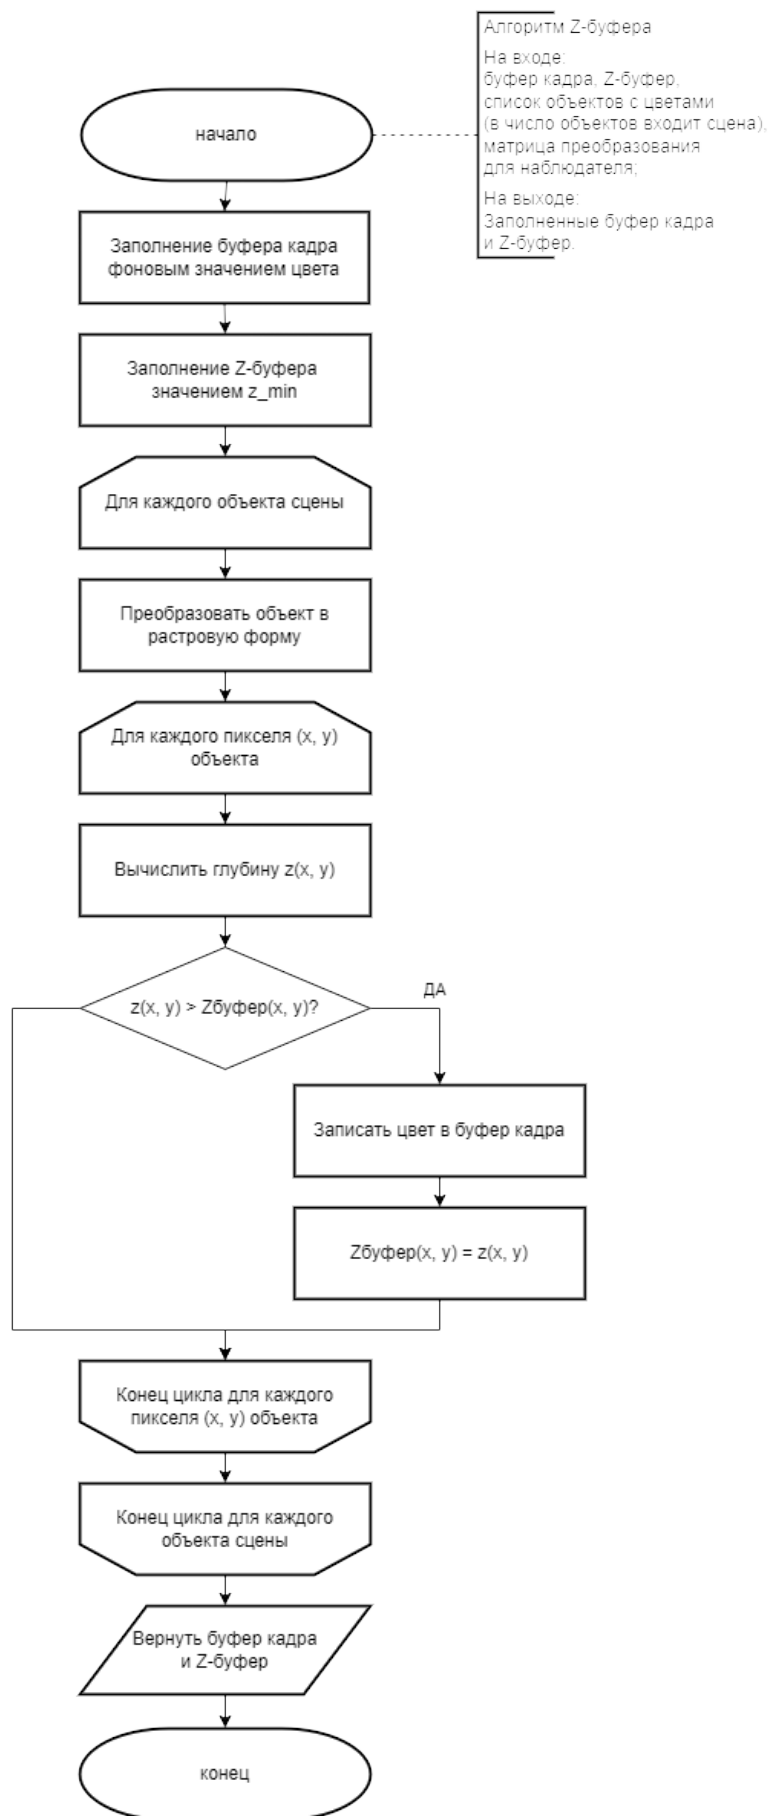 Алгоритм Z-буфера
На входе:
буфер кадра, Z-буфер,
список объектов с цветами
(в число объектов входит сцена),
матрица преобразования
для наблюдателя;
На выходе:
Заполненные буфер кадра
и Z-буфер.
начало
Заполнение буфера кадра
фоновым значением цвета
Заполнение Z-буфера
значением z_min
Для каждого объекта сцены
Преобразовать объект в
растровую форму
Для каждого пикселя (x, y)
объекта
Вычислить глубину z(x, y)
z(x, y) > Zбуфер(x, y)?
ДА
Записать цвет в буфер кадра
Zбуфер(x, y) = z(x, y)
Конец цикла для каждого
пикселя (x, y) объекта
Конец цикла для каждого
объекта сцены
Вернуть буфер кадра
и Z-буфер
конец